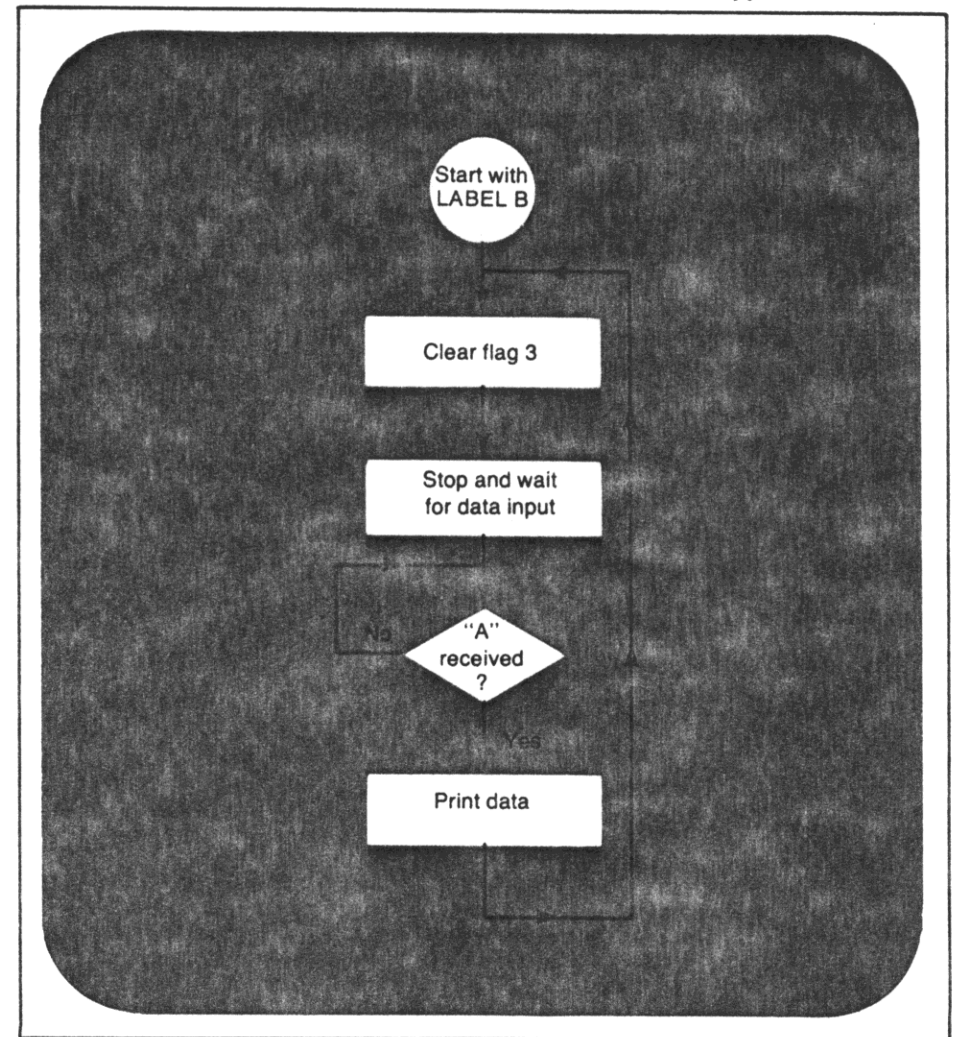 Start with
LABEL B
Clear flag 3
Stop and wait
for data input
"A"
No
received
?
Yes
Print data